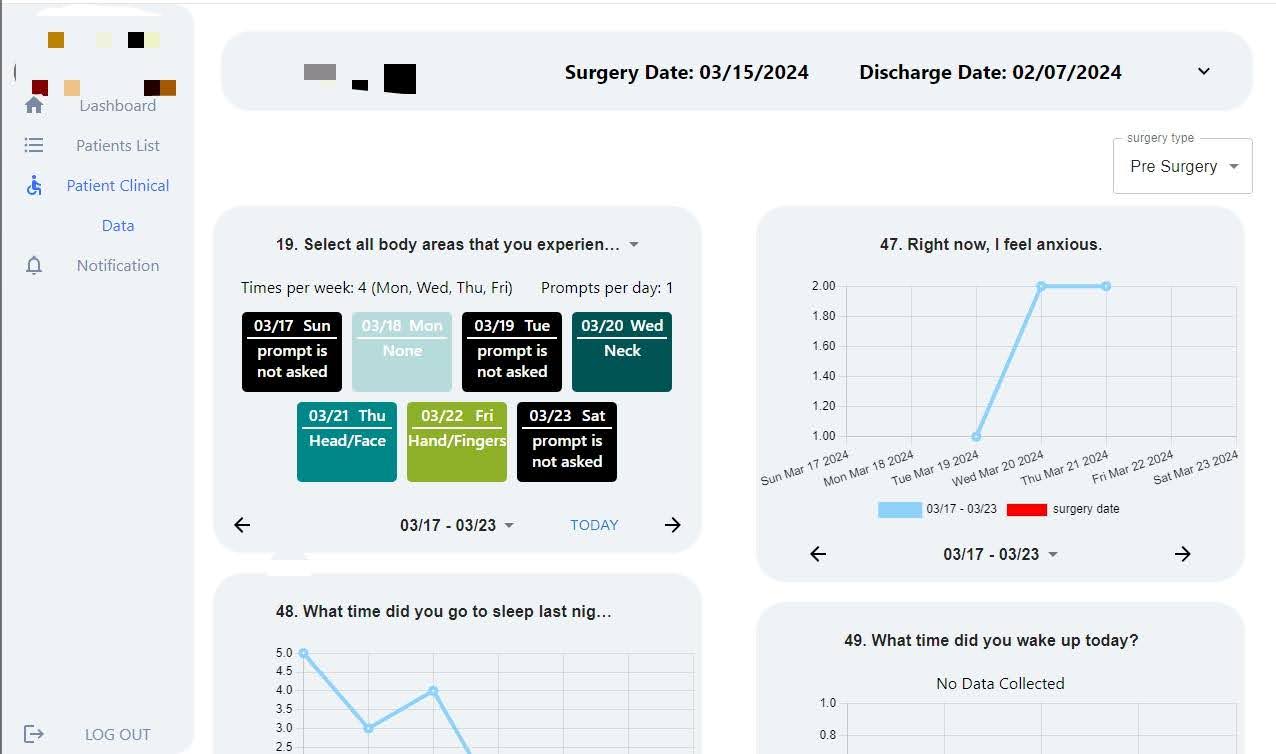 Dashboard
Patients List
Patient Clinical
Data
Notification
LOG OUT
Surgery Date: 03/15/2024 Discharge Date: 02/07/2024
surgery type
Pre Surgery
19. Select all body areas that you experien...
Times per week: 4 (Mon, Wed, Thu, Fri) Prompts per day: 1
03/17 Sun
prompt is
not asked
03/18 Mon
None
03/19 Tue
prompt is
not asked
03/20 Wed
Neck
03/21 Thu
Head/Face
03/22 Fri
Hand/Fingers
03/23 Sat
prompt is
not asked
03/17 - 03/23 TODAY
47. Right now, I feel anxious.
2.00
1.80
1.60
1.40
1.20
1.00
Sun Mar 17 2024
Mon Mar 18 2024
Tue Mar 19 2024
Wed Mar 20 2024
Thu Mar 21 2024
Fri Mar 22 2024
Sat Mar 23 2024
03/17 - 03/23 surgery date
03/17 - 03/23
48. What time did you go to sleep last nig...
5.0
4.5
4.0
3.5
3.0
2.5
49. What time did you wake up today?
No Data Collected
1.0
0.8